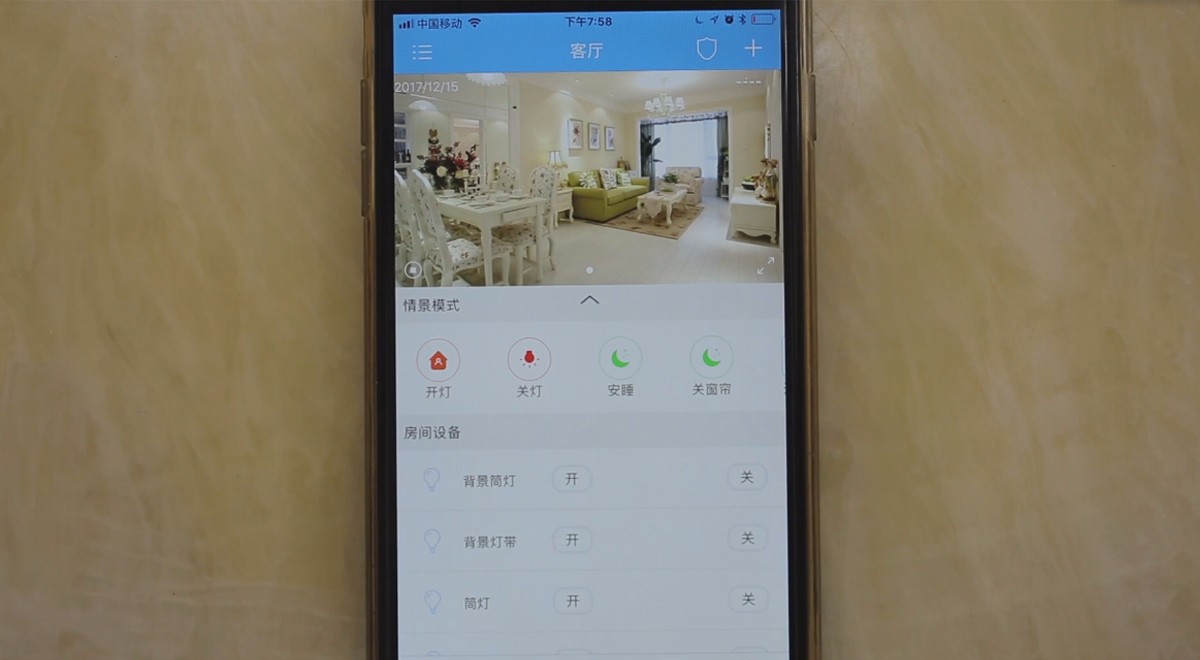 中国移动 下午7:58
客厅
2017/12/15
情景模式
开灯 关灯 安睡 关窗帘
房间设备
背景筒灯 开 关
背景灯带 开 关
筒灯 开 关